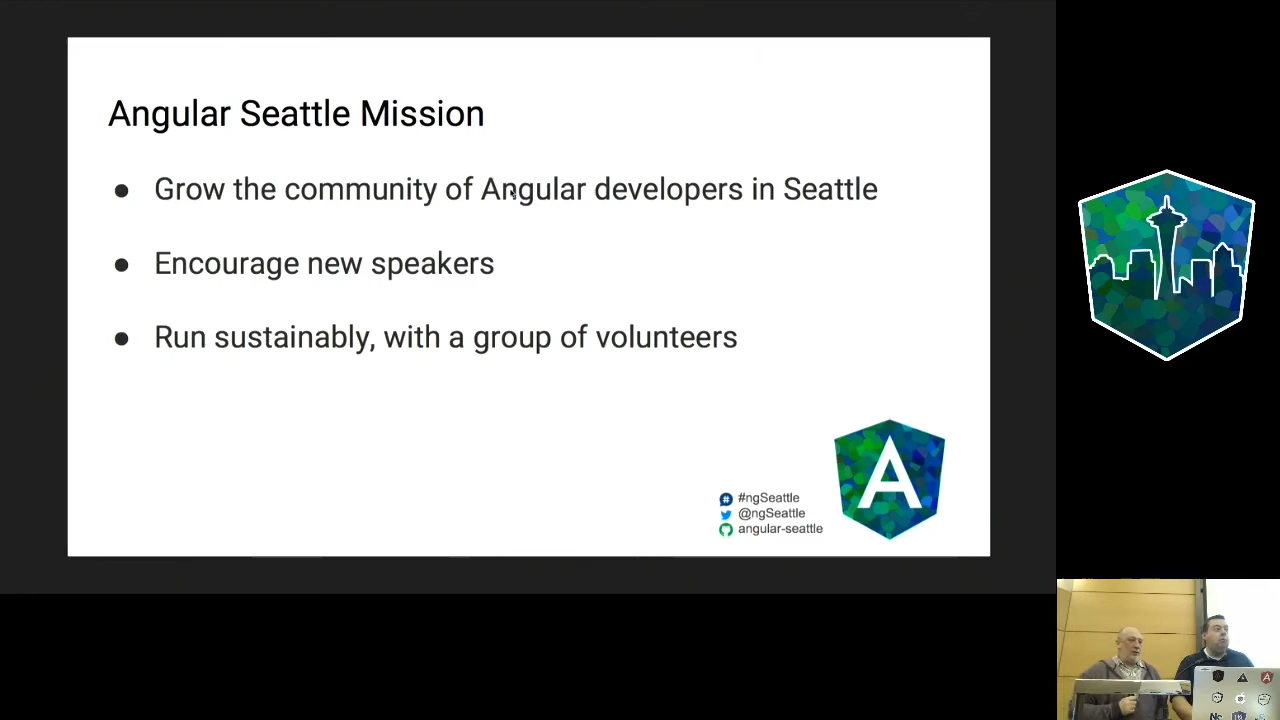 Angular Seattle Mission
● Grow the community of Angular developers in Seattle
● Encourage new speakers
● Run sustainably, with a group of volunteers
#ngSeattle
@ngSeattle
angular-seattle
A